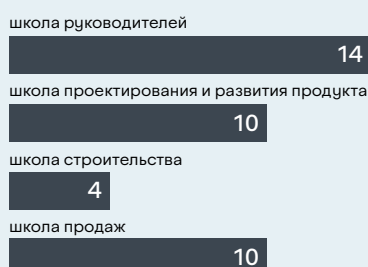 школа руководителей
14
школа проектирования и развития продукта
10
школа строительства
4
школа продаж
10